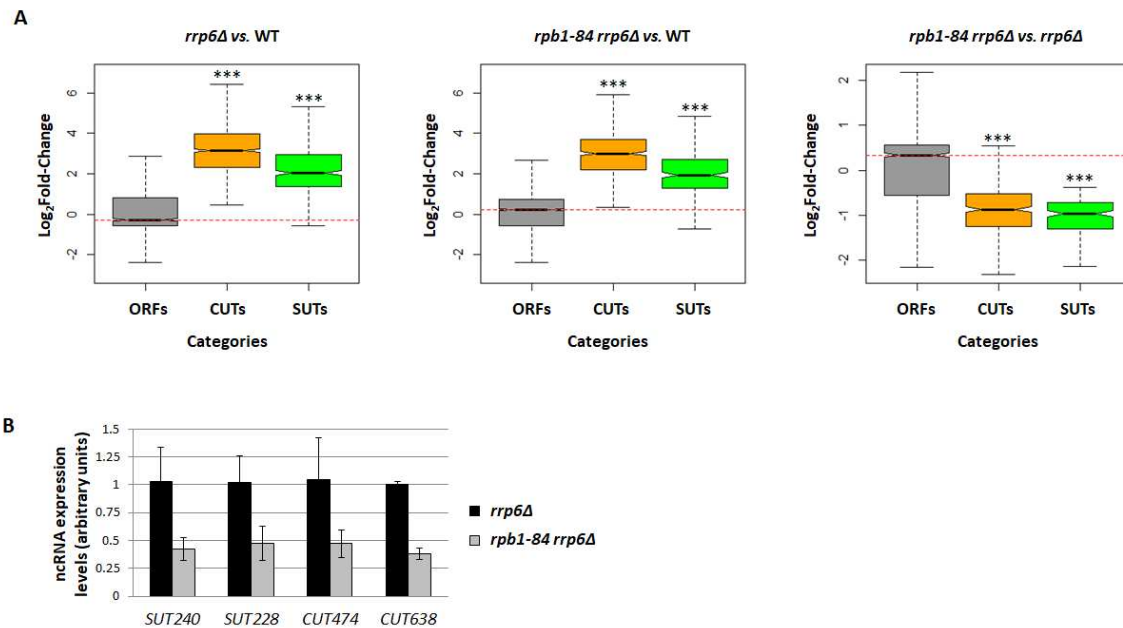 A
rrp6Δ vs. WT
Log2Fold-Change
6
4
2
0
-2
***
***
ORFs CUTs SUTs
Categories
rpb1-84 rrp6Δ vs. WT
Log2Fold-Change
6
4
2
0
-2
***
***
ORFs CUTs SUTs
Categories
rpb1-84 rrp6Δ vs. rrp6Δ
Log2Fold-Change
2
1
0
-1
-2
***
***
ORFs CUTs SUTs
Categories
B
ncRNA expression
levels (arbitrary units)
1.5
1.25
1
0.75
0.5
0.25
0
SUT240 SUT228 CUT474 CUT638
rrp6Δ
rpb1-84 rrp6Δ